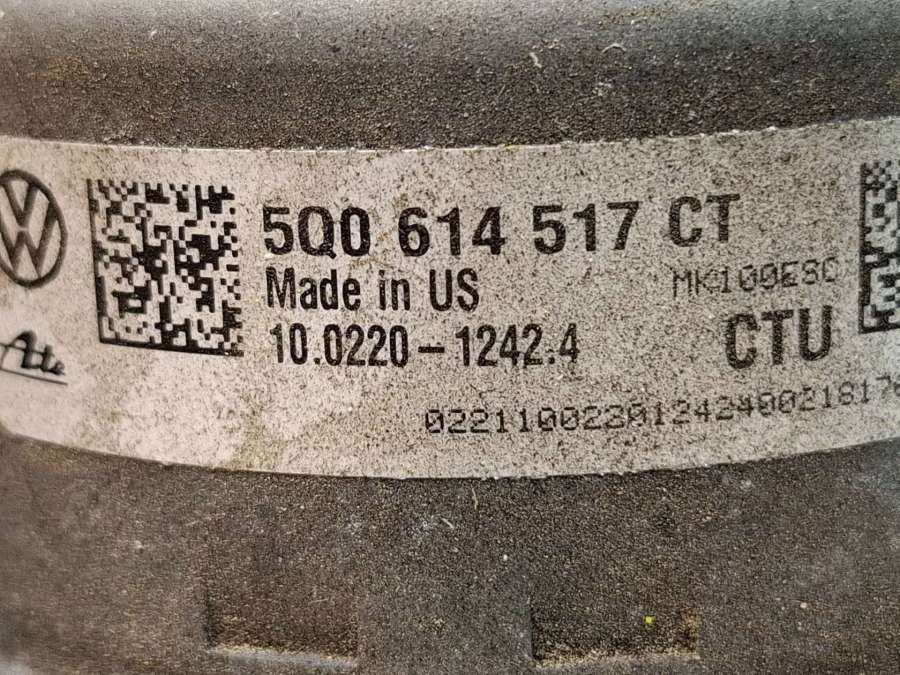 5Q0 614 517 CT
Made in US
MK100ESC
10.0220-1242.4
CTU
Ate